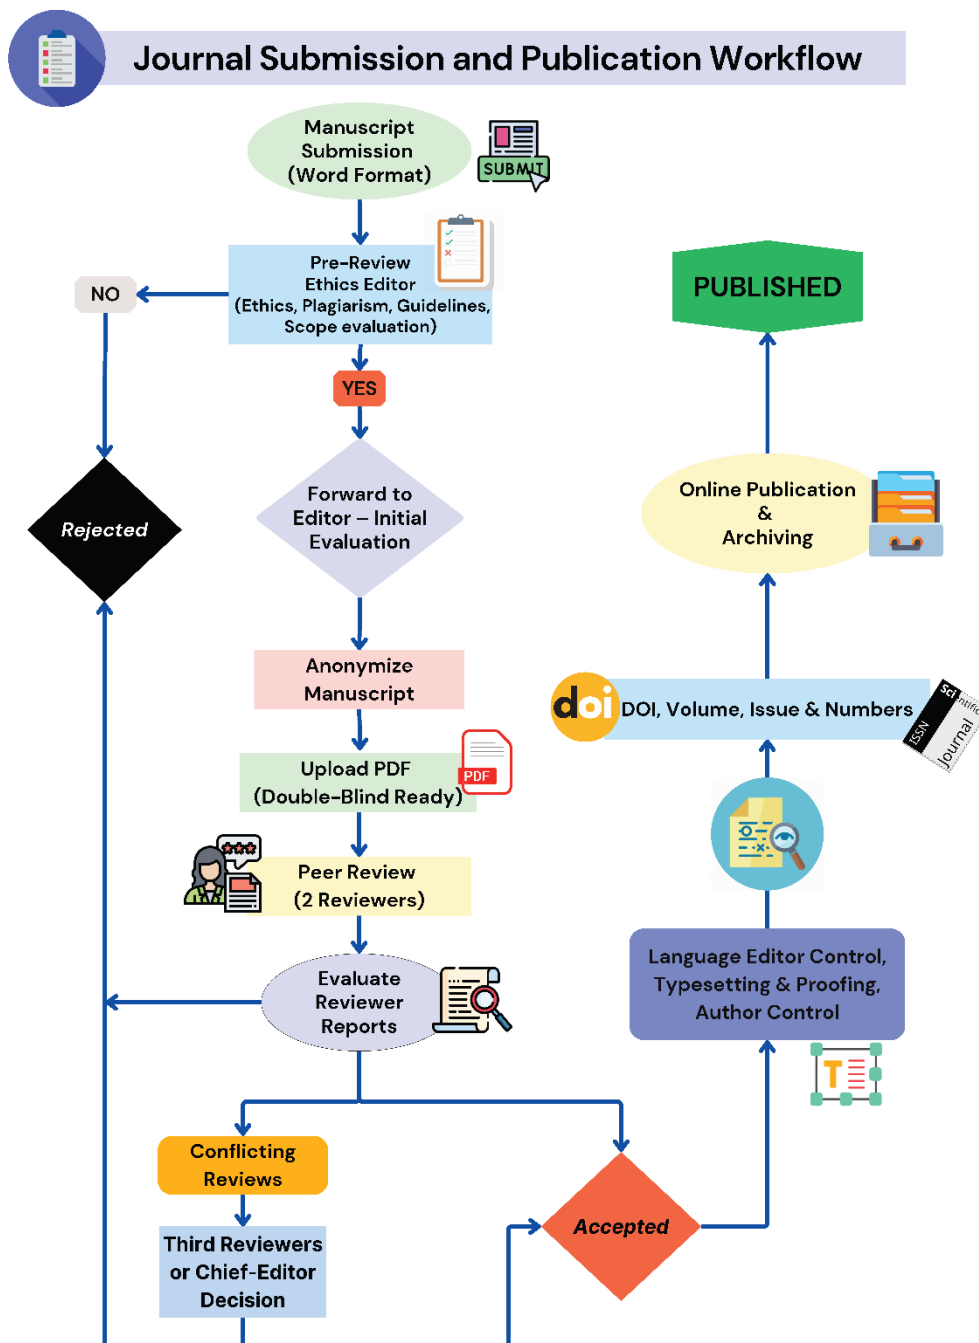 Journal Submission and Publication Workflow
Manuscript
Submission
(Word Format)
SUBMIT
Pre-Review
Ethics Editor
(Ethics, Plagiarism, Guidelines,
Scope evaluation)
NO
YES
Rejected
Forward to
Editor – Initial
Evaluation
Anonymize
Manuscript
Upload PDF
(Double-Blind Ready)
PDF
Peer Review
(2 Reviewers)
Evaluate
Reviewer
Reports
Conflicting
Reviews
Third Reviewers
or Chief-Editor
Decision
Accepted
Language Editor Control,
Typesetting & Proofing,
Author Control
T
doi
DOI, Volume, Issue & Numbers
ISSN
Scientific
Journal
Online Publication
&
Archiving
PUBLISHED